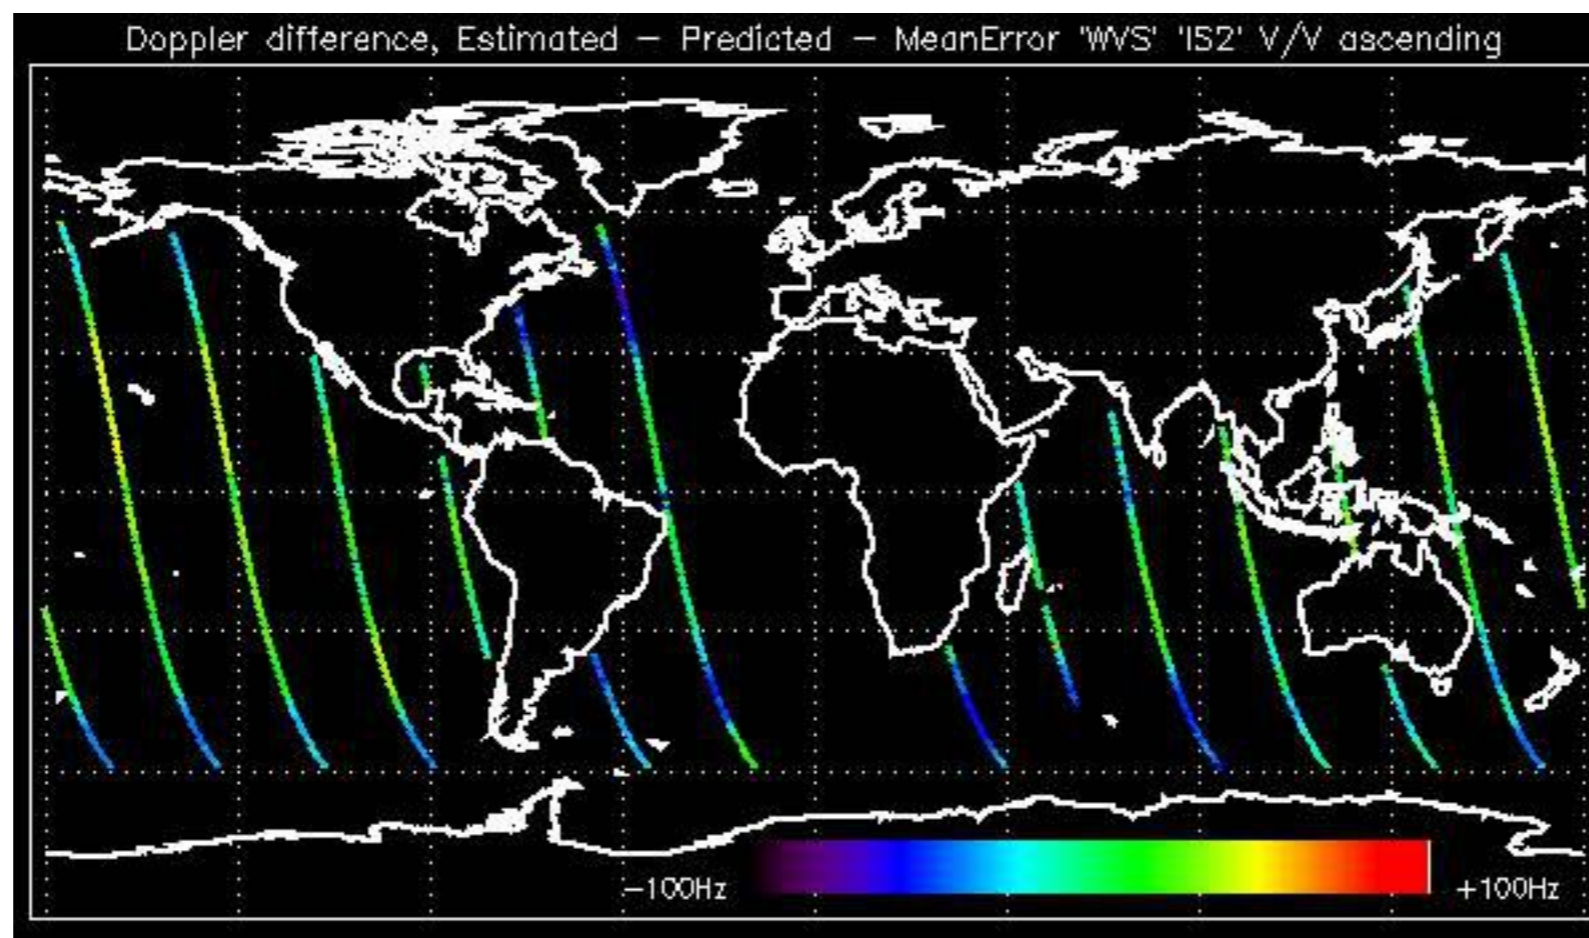 Doppler difference, Estimated – Predicted – MeanError 'WVS' 'IS2' V/V ascending
–100Hz
+100Hz